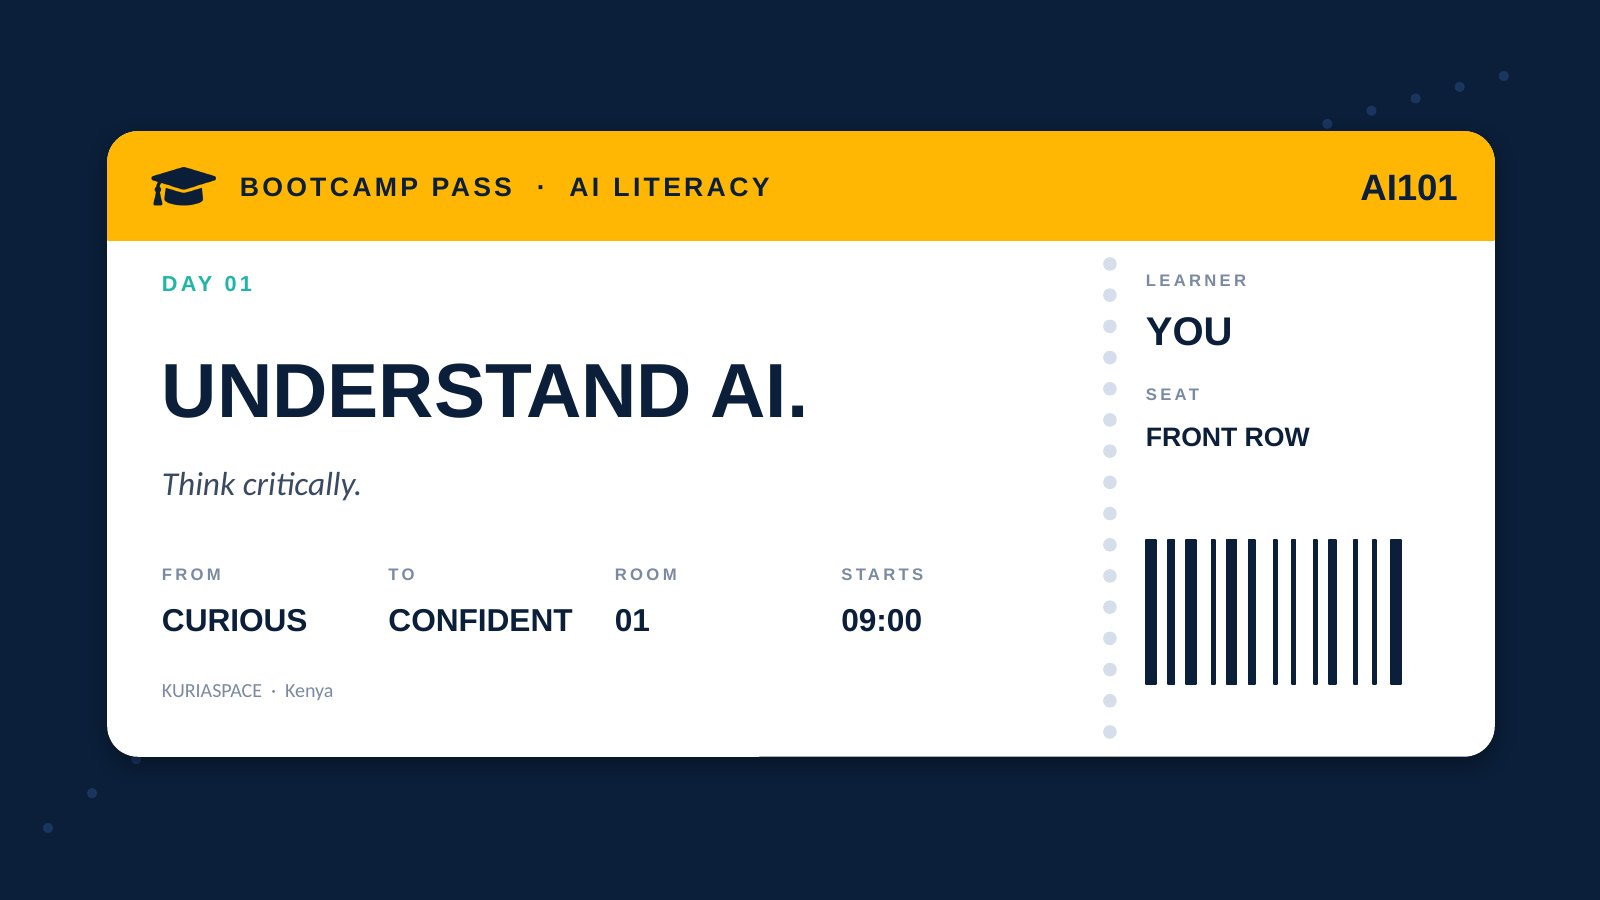 BOOTCAMP PASS · AI LITERACY
AI101
DAY 01
UNDERSTAND AI.
Think critically.
FROM TO ROOM STARTS
CURIOUS CONFIDENT 01 09:00
KURIASPACE · Kenya
LEARNER
YOU
SEAT
FRONT ROW